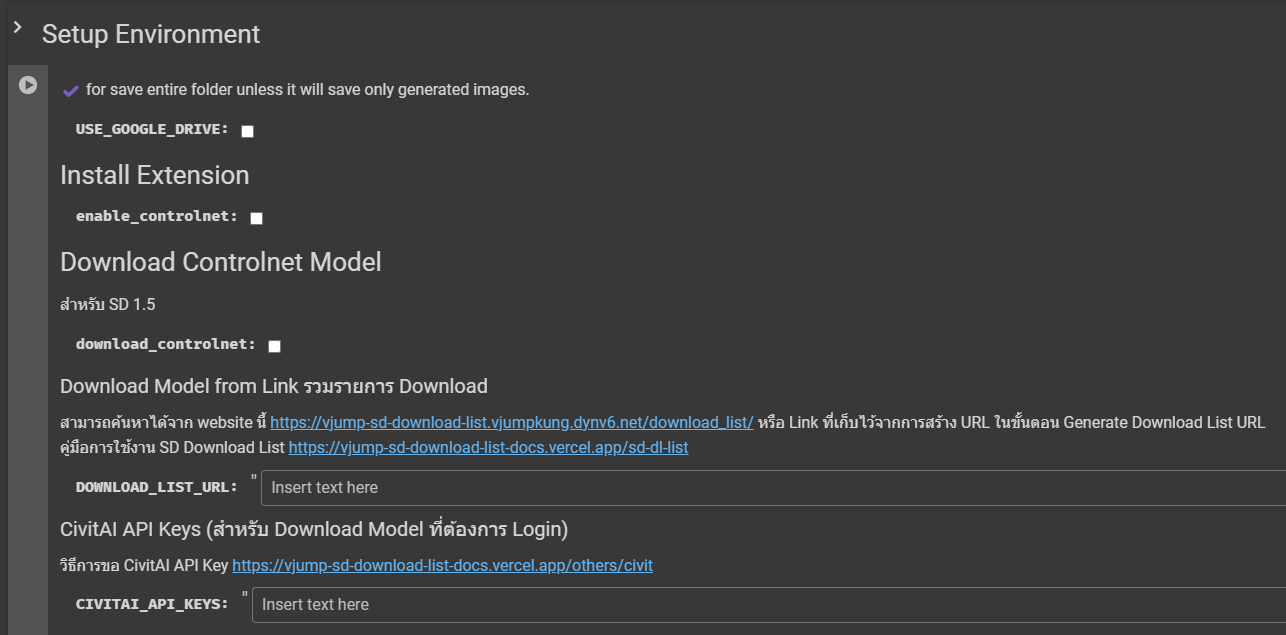 Setup Environment
for save entire folder unless it will save only generated images.
USE_GOOGLE_DRIVE:
Install Extension
enable_controlnet:
Download Controlnet Model
สำหรับ SD 1.5
download_controlnet:
Download Model from Link รวมรายการ Download
สามารถค้นหาได้จาก website นี้ https://vjump-sd-download-list.vjumpkung.dynv6.net/download_list/ หรือ Link ที่เก็บไว้จากการสร้าง URL ในขั้นตอน Generate Download List URL
คู่มือการใช้งาน SD Download List https://vjump-sd-download-list-docs.vercel.app/sd-dl-list
DOWNLOAD_LIST_URL: " Insert text here
CivitAI API Keys (สำหรับ Download Model ที่ต้องการ Login)
วิธีการขอ CivitAI API Key https://vjump-sd-download-list-docs.vercel.app/others/civit
CIVITAI_API_KEYS: " Insert text here